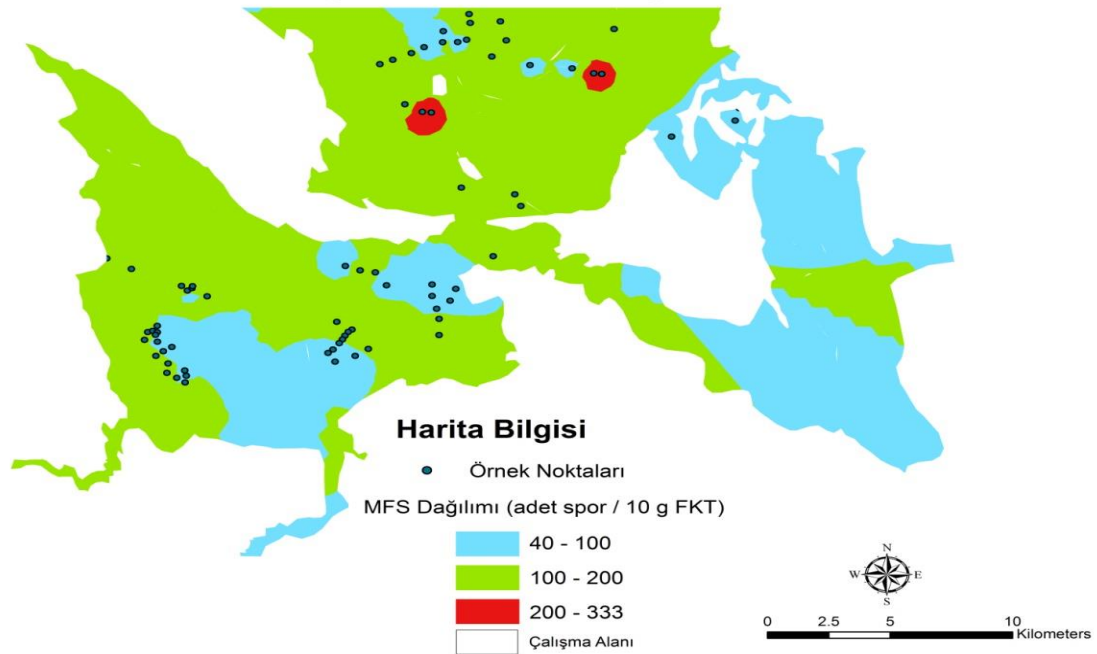 Harita Bilgisi
Örnek Noktaları
MFS Dağılımı (adet spor / 10 g FKT)
40 - 100
100 - 200
200 - 333
Çalışma Alanı
N
W E
S
0 2.5 5 10
Kilometers